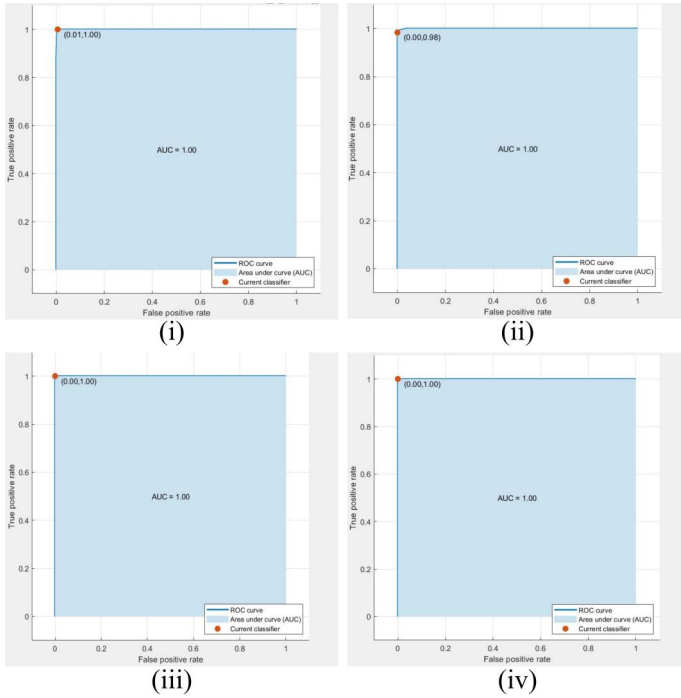 1
(0.01,1.00)
0.8
0.6
AUC = 1.00
0.4
0.2
0
ROC curve
Area under curve (AUC)
Current classifier
0 0.2 0.4 0.6 0.8 1
False positive rate
True positive rate
(i)
1
(0.00,0.98)
0.8
0.6
AUC = 1.00
0.4
0.2
0
ROC curve
Area under curve (AUC)
Current classifier
0 0.2 0.4 0.6 0.8 1
False positive rate
True positive rate
(ii)
1
(0.00,1.00)
0.8
0.6
AUC = 1.00
0.4
0.2
0
ROC curve
Area under curve (AUC)
Current classifier
0 0.2 0.4 0.6 0.8 1
False positive rate
True positive rate
(iii)
1
(0.00,1.00)
0.8
0.6
AUC = 1.00
0.4
0.2
0
ROC curve
Area under curve (AUC)
Current classifier
0 0.2 0.4 0.6 0.8 1
False positive rate
True positive rate
(iv)